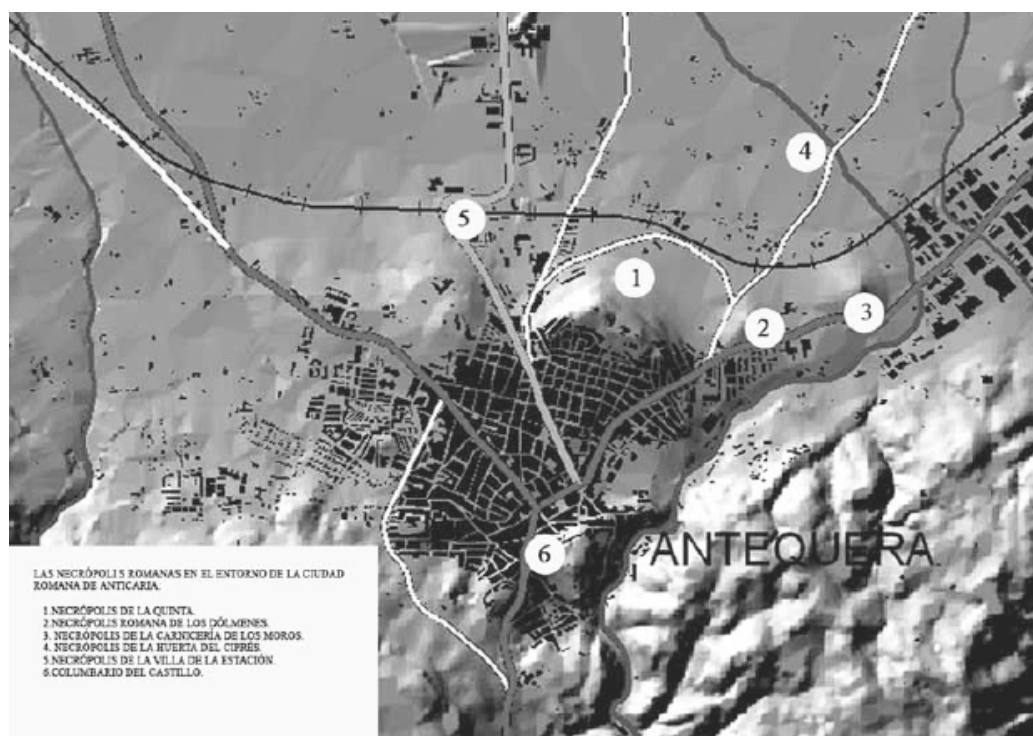 4
5
1
2
3
ANTEQUERA
6
LAS NECRÓPOLIS ROMANAS EN EL ENTORNO DE LA CIUDAD
ROMANA DE ANTICARIA.
1.NECRÓPOLIS DE LA QUINTA.
2.NECRÓPOLIS ROMANA DE LOS DÓLMENES.
3. NECRÓPOLIS DE LA CARNICERÍA DE LOS MOROS.
4. NECRÓPOLIS DE LA HUERTA DEL CIPRÉS.
5.NECRÓPOLIS DE LA VILLA DE LA ESTACIÓN.
6.COLUMBARIO DEL CASTILLO.